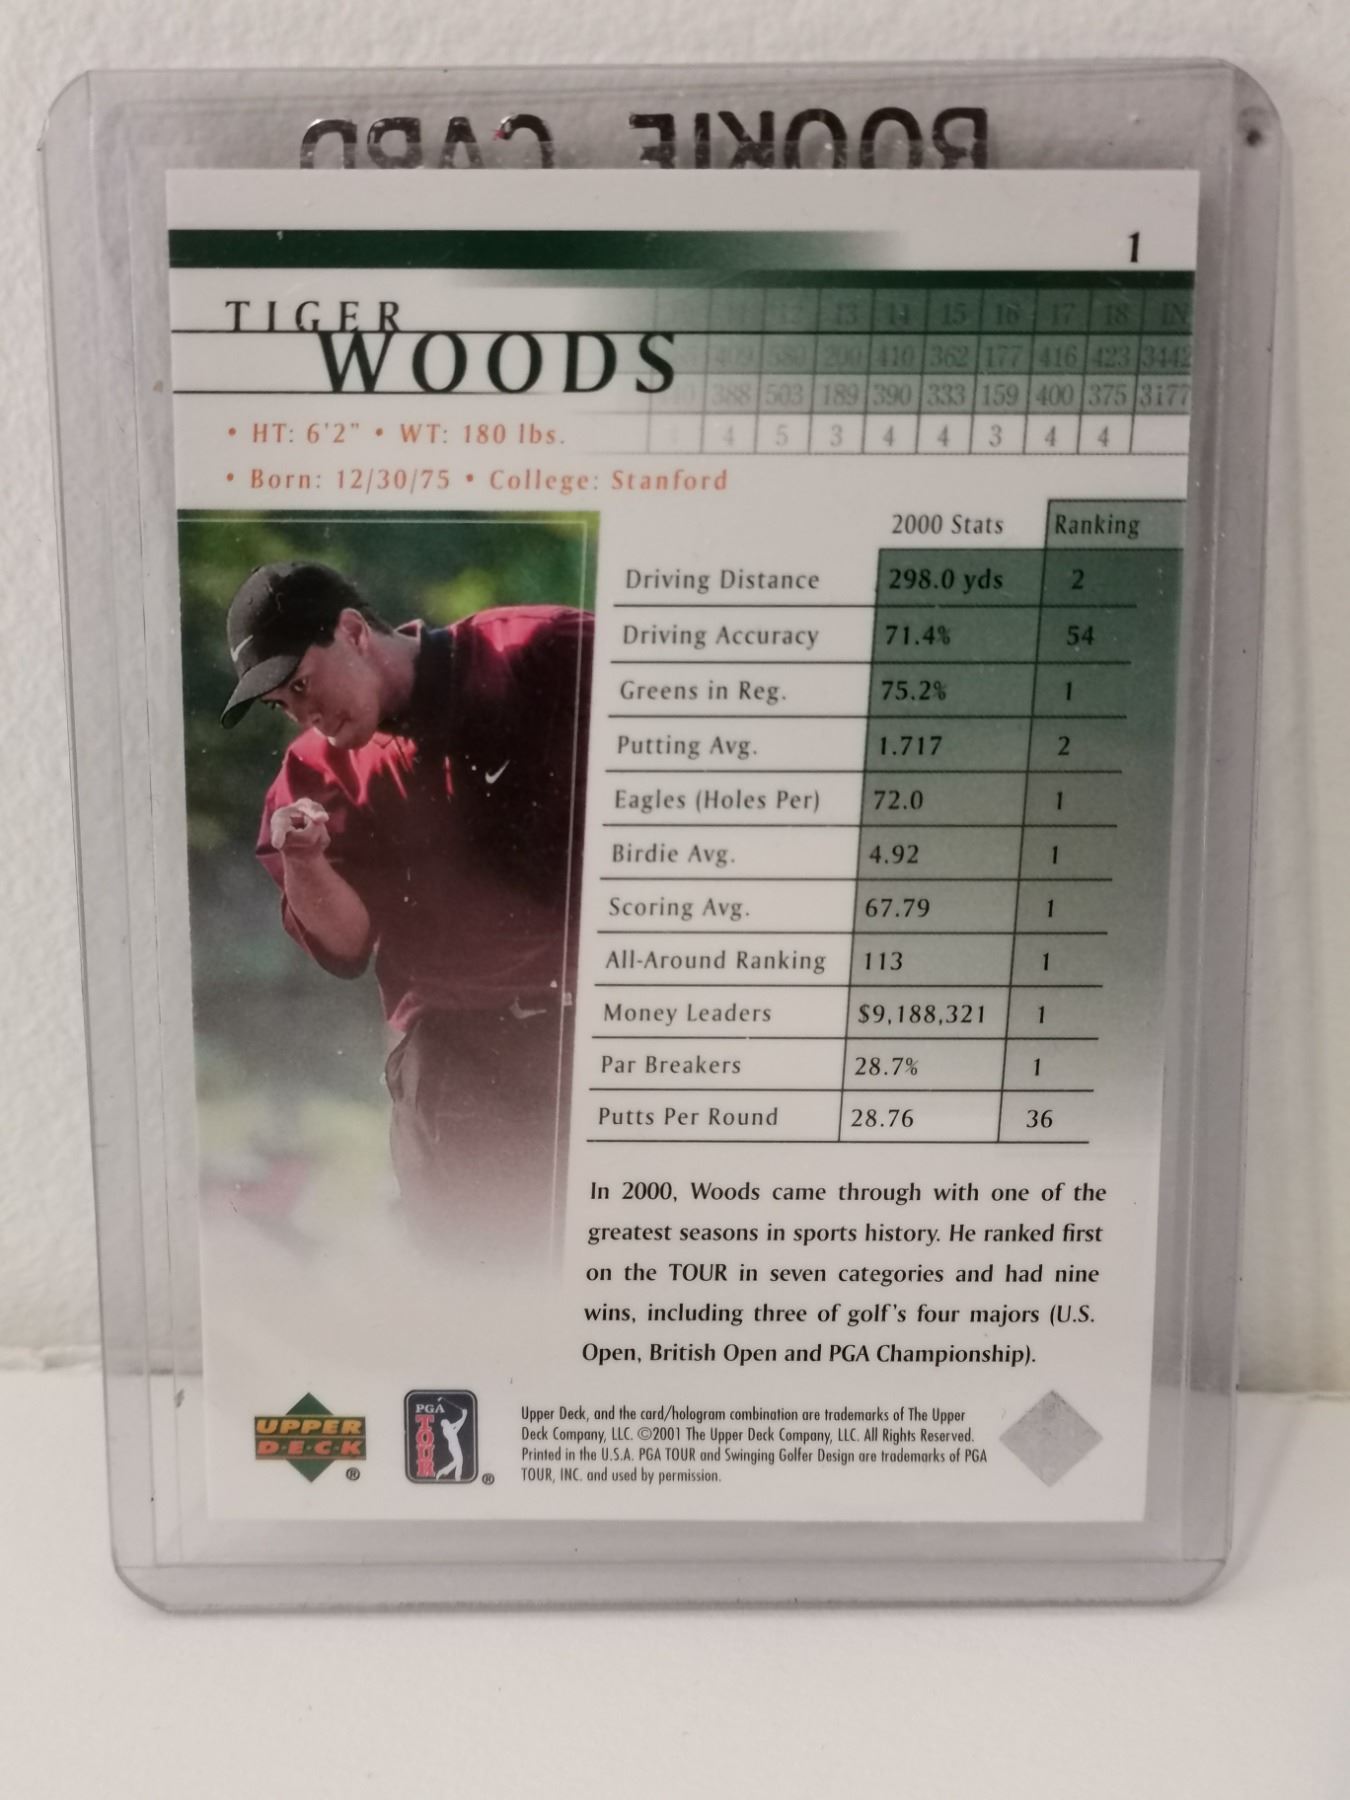 ROOKIE CARD
1
TIGER
WOODS
13 14 15 16 17 18 IN
409 580 200 410 362 177 416 423 3442
388 503 189 390 333 159 400 375 3177
4 5 3 4 4 3 4 4
• HT: 6'2" • WT: 180 lbs.
• Born: 12/30/75 • College: Stanford
2000 Stats Ranking
Driving Distance 298.0 yds 2
Driving Accuracy 71.4% 54
Greens in Reg. 75.2% 1
Putting Avg. 1.717 2
Eagles (Holes Per) 72.0 1
Birdie Avg. 4.92 1
Scoring Avg. 67.79 1
All-Around Ranking 113 1
Money Leaders $9,188,321 1
Par Breakers 28.7% 1
Putts Per Round 28.76 36
In 2000, Woods came through with one of the
greatest seasons in sports history. He ranked first
on the TOUR in seven categories and had nine
wins, including three of golf's four majors (U.S.
Open, British Open and PGA Championship).
UPPER
D·E·C·K
®
PGA
TOUR
®
Upper Deck, and the card/hologram combination are trademarks of The Upper
Deck Company, LLC. ©2001 The Upper Deck Company, LLC. All Rights Reserved.
Printed in the U.S.A. PGA TOUR and Swinging Golfer Design are trademarks of PGA
TOUR, INC. and used by permission.